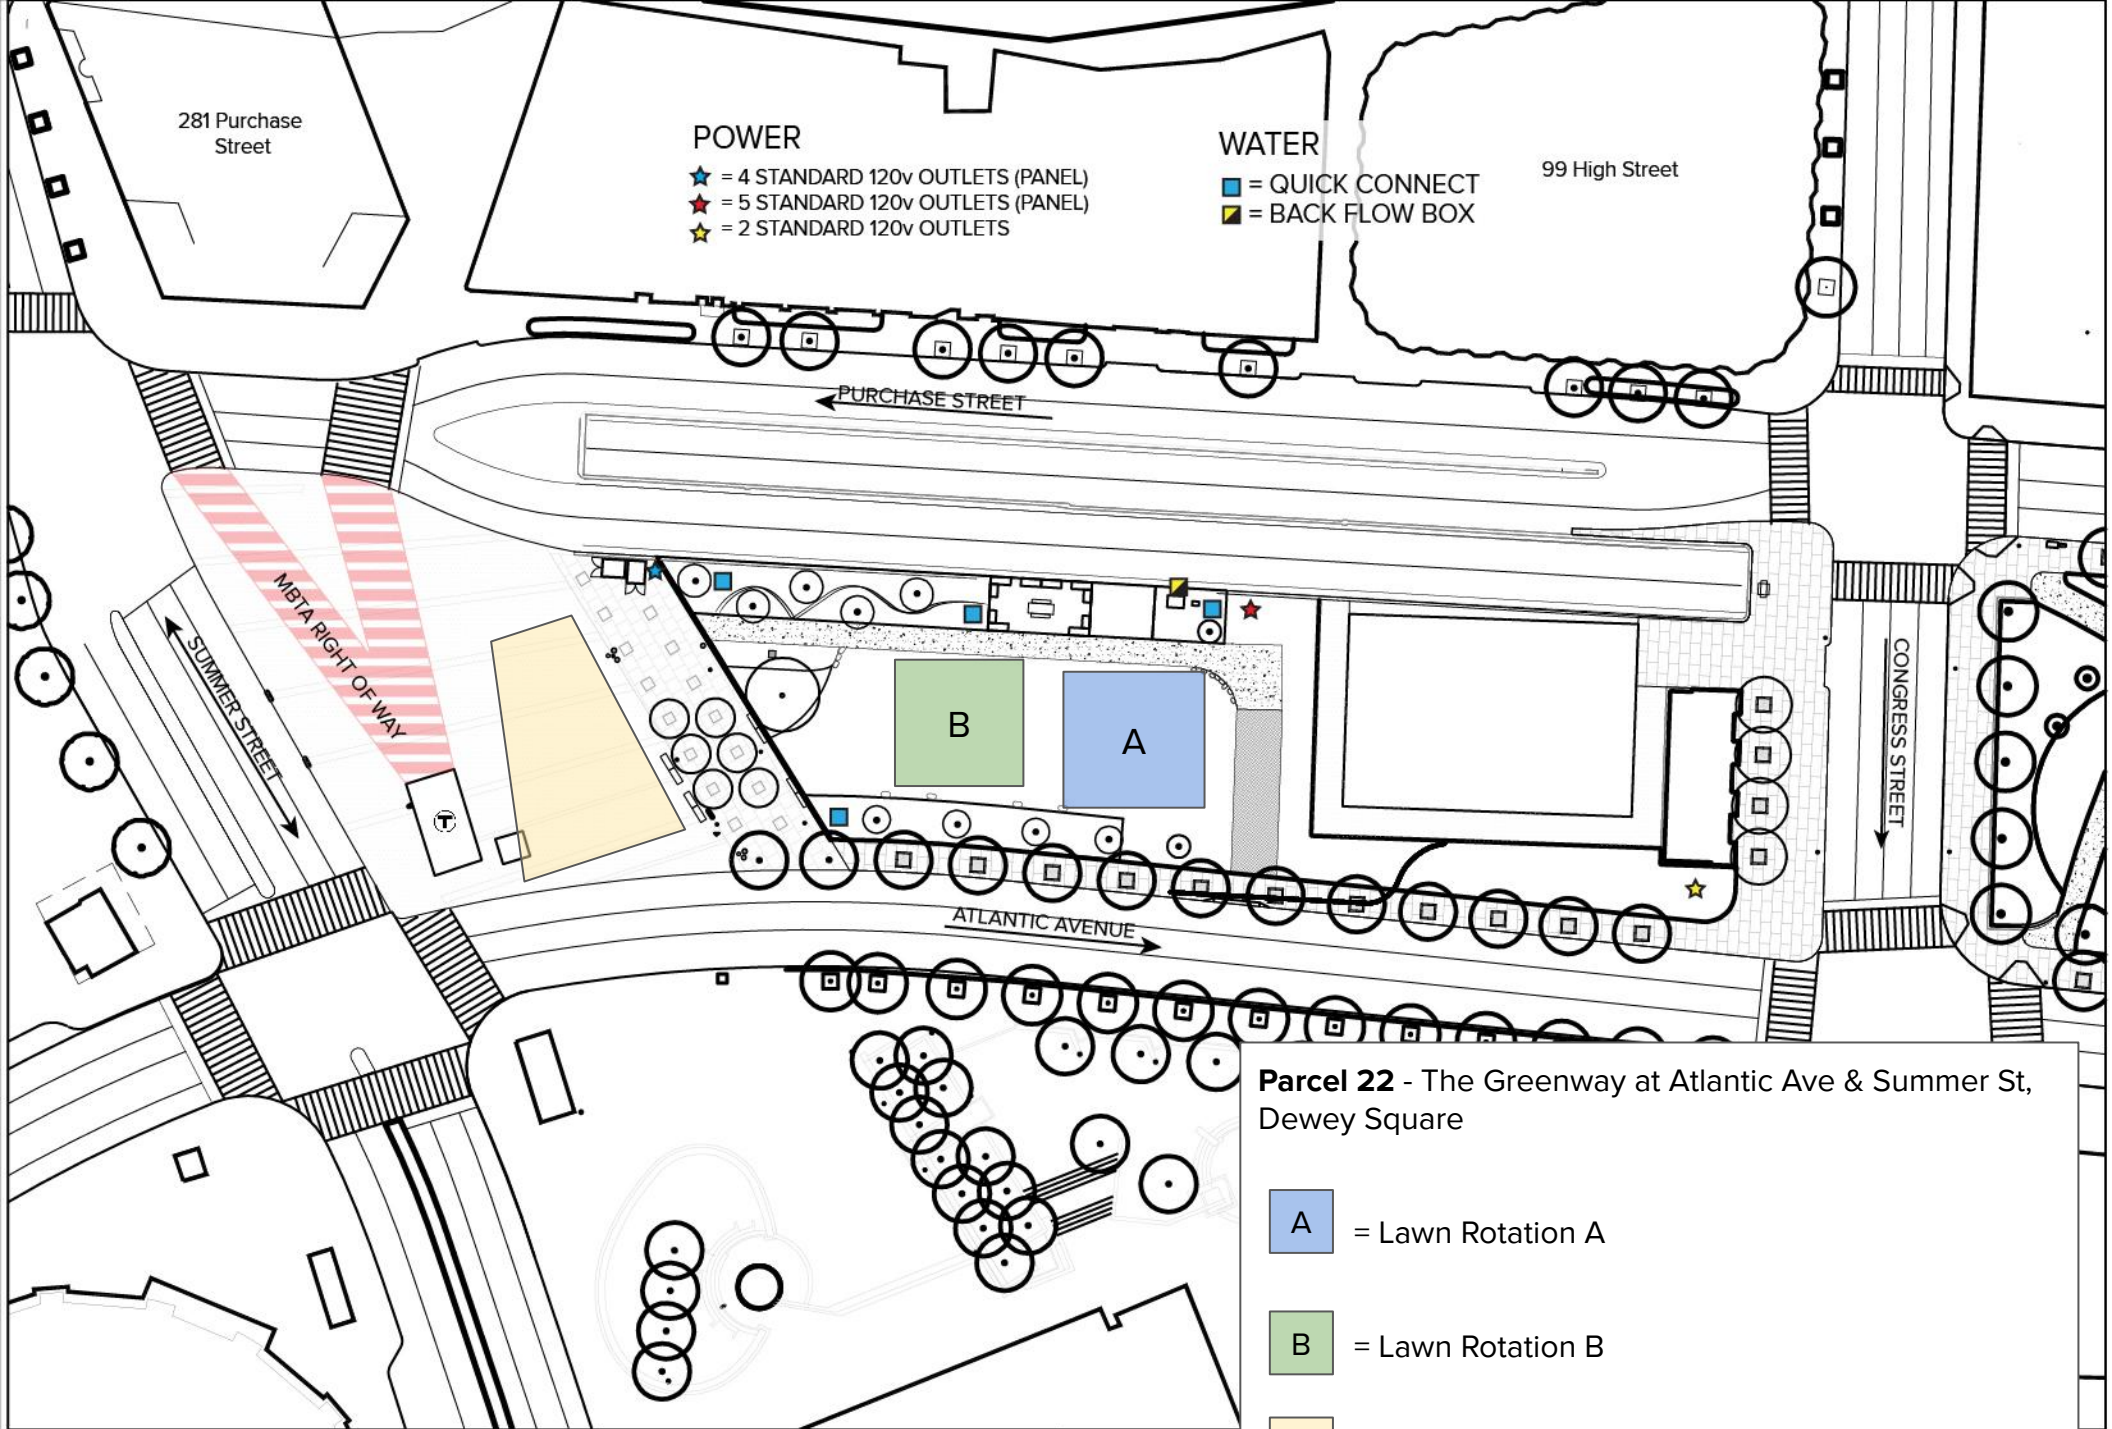 281 Purchase
Street
POWER
= 4 STANDARD 120v OUTLETS (PANEL)
= 5 STANDARD 120v OUTLETS (PANEL)
= 2 STANDARD 120v OUTLETS
WATER
= QUICK CONNECT
= BACK FLOW BOX
99 High Street
PURCHASE STREET
MBTA RIGHT OF WAY
SUMMER STREET
B
A
CONGRESS STREET
T
ATLANTIC AVENUE
Parcel 22 - The Greenway at Atlantic Ave & Summer St,
Dewey Square
A = Lawn Rotation A
B = Lawn Rotation B